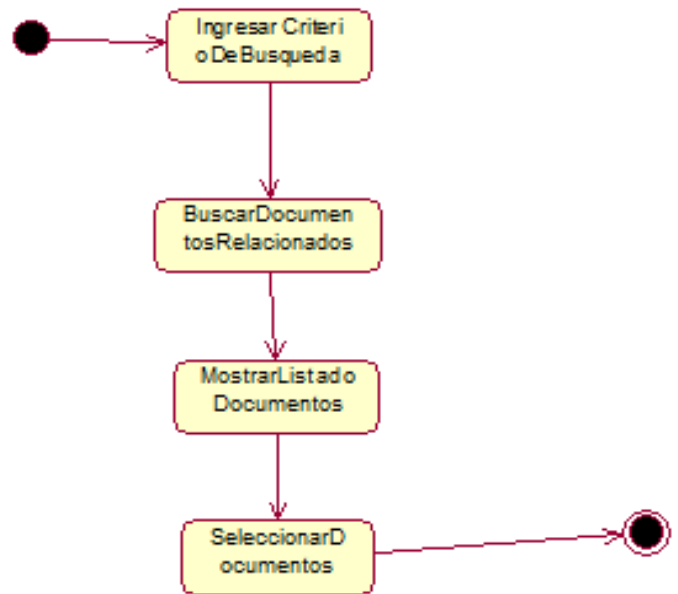 IngresarCriteri
oDeBusqueda
BuscarDocumen
tosRelacionados
MostrarListado
Documentos
SeleccionarD
ocumentos